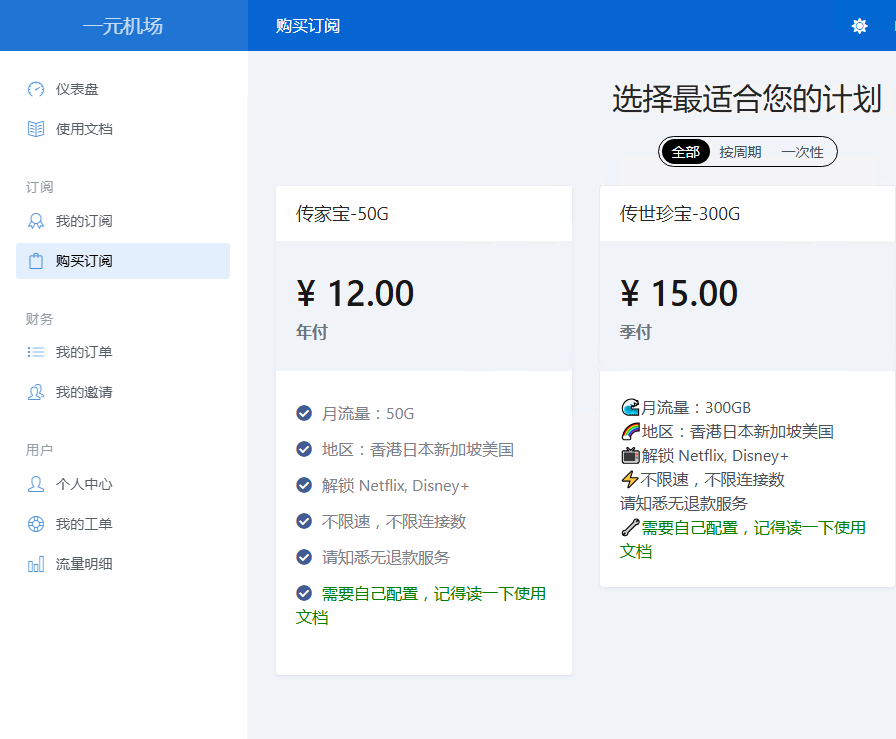 一元机场
购买订阅
仪表盘
使用文档
订阅
我的订阅
购买订阅
财务
我的订单
我的邀请
用户
个人中心
我的工单
流量明细
选择最适合您的计划
全部 按周期 一次性
传家宝-50G
¥ 12.00
年付
月流量：50G
地区：香港日本新加坡美国
解锁 Netflix, Disney+
不限速，不限连接数
请知悉无退款服务
需要自己配置，记得读一下使用
文档
传世珍宝-300G
¥ 15.00
季付
🌊月流量：300GB
🌈地区：香港日本新加坡美国
📺解锁 Netflix, Disney+
⚡不限速，不限连接数
请知悉无退款服务
🦯需要自己配置，记得读一下使用
文档